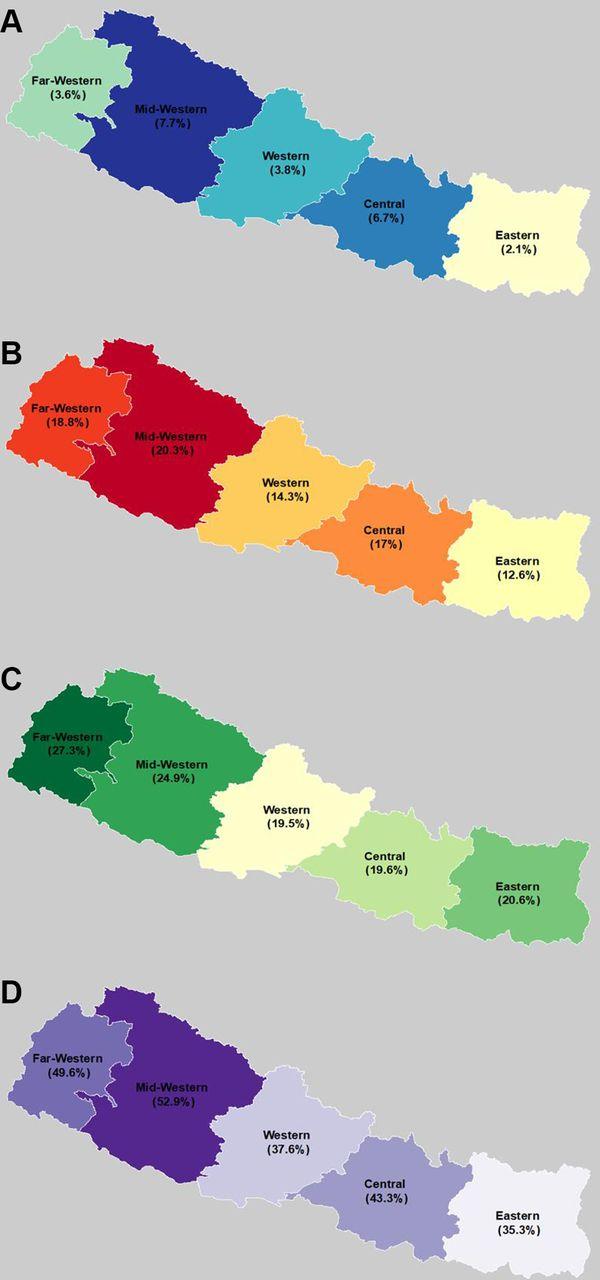 A
Far-Western
(3.6%)
Mid-Western
(7.7%)
Western
(3.8%)
Central
(6.7%)
Eastern
(2.1%)
B
Far-Western
(18.8%)
Mid-Western
(20.3%)
Western
(14.3%)
Central
(17%)
Eastern
(12.6%)
C
Far-Western
(27.3%)
Mid-Western
(24.9%)
Western
(19.5%)
Central
(19.6%)
Eastern
(20.6%)
D
Far-Western
(49.6%)
Mid-Western
(52.9%)
Western
(37.6%)
Central
(43.3%)
Eastern
(35.3%)